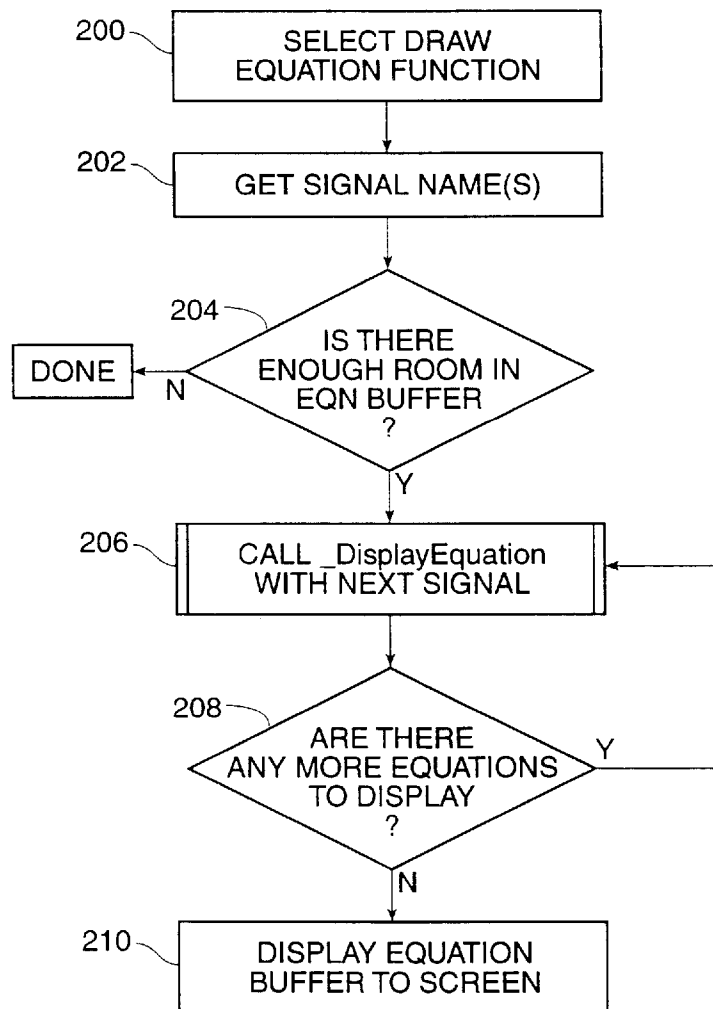 200
SELECT DRAW
EQUATION FUNCTION
202
GET SIGNAL NAME(S)
204
IS THERE
ENOUGH ROOM IN
EQN BUFFER
?
DONE
N
Y
206
CALL _DisplayEquation
WITH NEXT SIGNAL
208
ARE THERE
ANY MORE EQUATIONS
TO DISPLAY
?
Y
N
210
DISPLAY EQUATION
BUFFER TO SCREEN